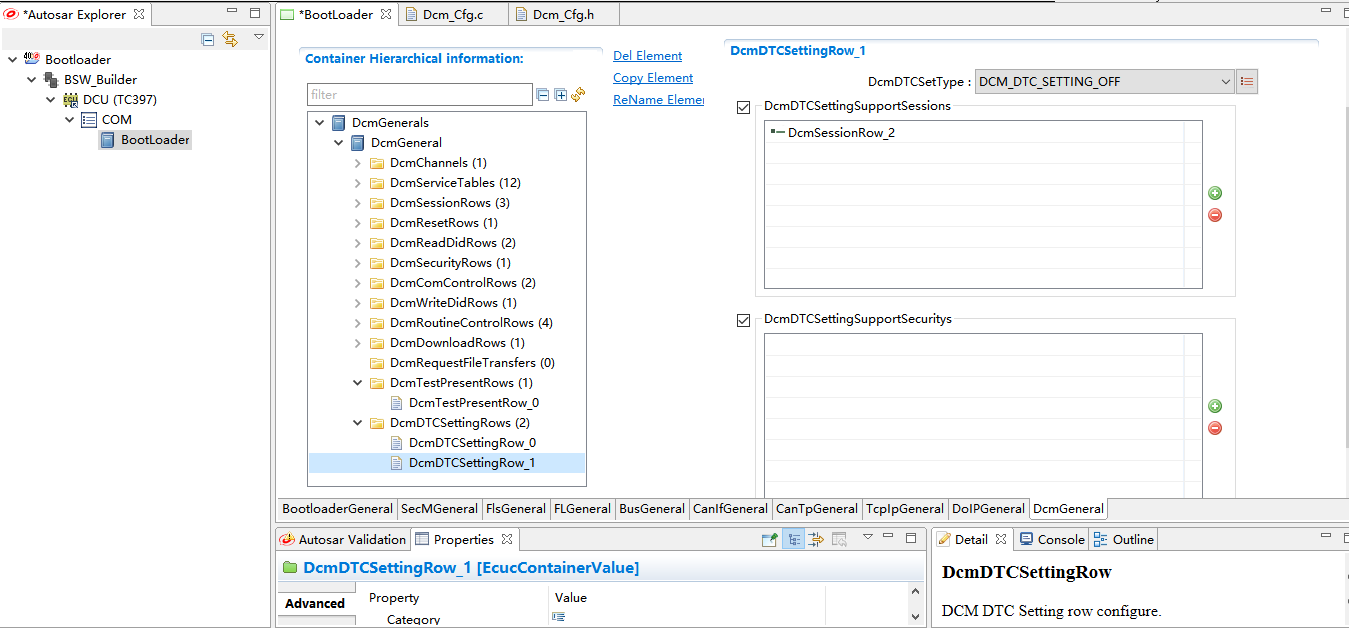 *Autosar Explorer
Bootloader
BSW_Builder
DCU (TC397)
COM
BootLoader
*BootLoader
Dcm_Cfg.c
Dcm_Cfg.h
Container Hierarchical information:
filter
Del Element
Copy Element
ReName Elemer
DcmGenerals
DcmGeneral
DcmChannels (1)
DcmServiceTables (12)
DcmSessionRows (3)
DcmResetRows (1)
DcmReadDidRows (2)
DcmSecurityRows (1)
DcmComControlRows (2)
DcmWriteDidRows (1)
DcmRoutineControlRows (4)
DcmDownloadRows (1)
DcmRequestFileTransfers (0)
DcmTestPresentRows (1)
DcmTestPresentRow_0
DcmDTCSettingRows (2)
DcmDTCSettingRow_0
DcmDTCSettingRow_1
DcmDTCSettingRow_1
DcmDTCSetType : DCM_DTC_SETTING_OFF
DcmDTCSettingSupportSessions
DcmSessionRow_2
DcmDTCSettingSupportSecuritys
BootloaderGeneral SecMGeneral FlsGeneral FLGeneral BusGeneral CanIfGeneral CanTpGeneral TcpIpGeneral DoIPGeneral DcmGeneral
Autosar Validation
Properties
DcmDTCSettingRow_1 [EcucContainerValue]
Advanced
Property Value
Category
Detail
Console
Outline
DcmDTCSettingRow
DCM DTC Setting row configure.